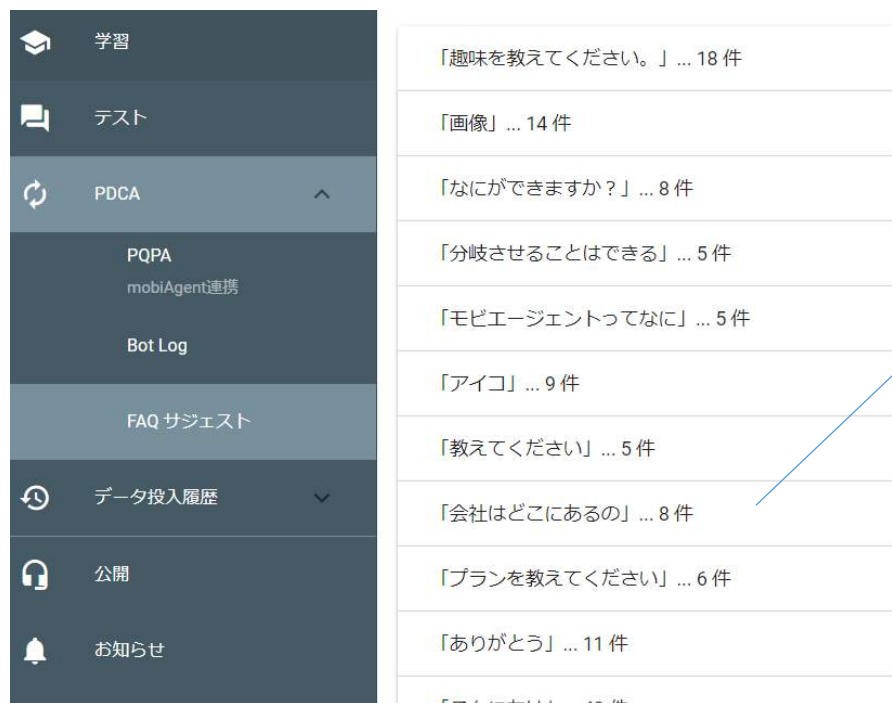 学習
テスト
PDCA
PQPA
mobiAgent連携
Bot Log
FAQ サジェスト
データ投入履歴
公開
お知らせ
「趣味を教えてください。」... 18 件
「画像」... 14 件
「なにができますか？」... 8 件
「分岐させることはできる」... 5 件
「モビエージェントってなに」... 5 件
「アイコ」... 9 件
「教えてください」... 5 件
「会社はどこにあるの」... 8 件
「プランを教えてください」... 6 件
「ありがとう」... 11 件